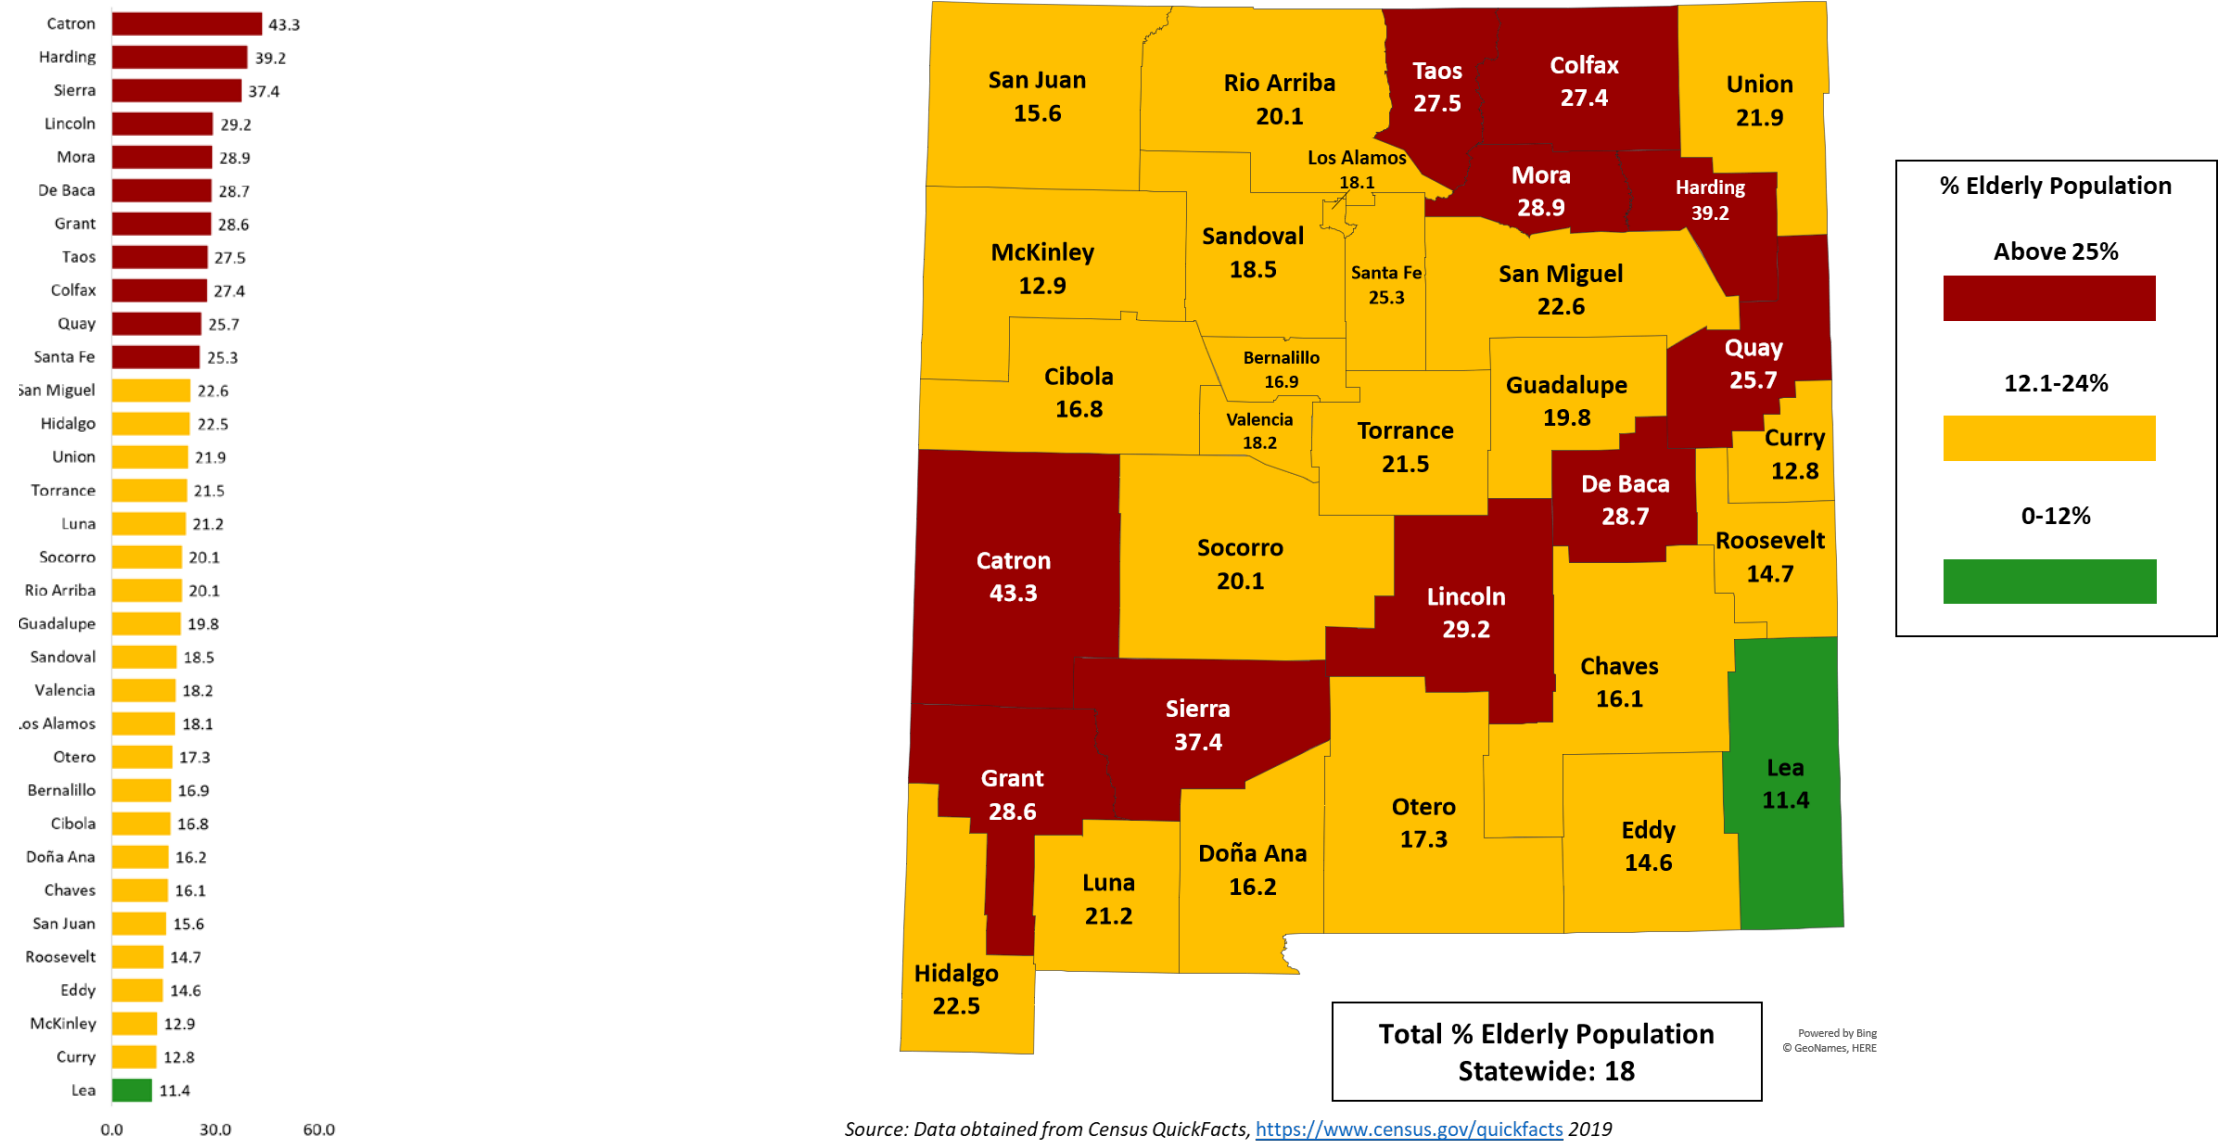 Catron 43.3
Harding 39.2
Sierra 37.4
Lincoln 29.2
Mora 28.9
De Baca 28.7
Grant 28.6
Taos 27.5
Colfax 27.4
Quay 25.7
Santa Fe 25.3
San Miguel 22.6
Hidalgo 22.5
Union 21.9
Torrance 21.5
Luna 21.2
Socorro 20.1
Rio Arriba 20.1
Guadalupe 19.8
Sandoval 18.5
Valencia 18.2
Los Alamos 18.1
Otero 17.3
Bernalillo 16.9
Cibola 16.8
Doña Ana 16.2
Chaves 16.1
San Juan 15.6
Roosevelt 14.7
Eddy 14.6
McKinley 12.9
Curry 12.8
Lea 11.4
0.0 30.0 60.0
San Juan
15.6
Rio Arriba
20.1
Taos
27.5
Colfax
27.4
Union
21.9
Los Alamos
18.1
Mora
28.9
Harding
39.2
McKinley
12.9
Sandoval
18.5
Santa Fe
25.3
San Miguel
22.6
Quay
25.7
Cibola
16.8
Bernalillo
16.9
Valencia
18.2
Torrance
21.5
Guadalupe
19.8
Curry
12.8
De Baca
28.7
Roosevelt
14.7
Catron
43.3
Socorro
20.1
Lincoln
29.2
Chaves
16.1
Sierra
37.4
Grant
28.6
Otero
17.3
Lea
11.4
Eddy
14.6
Doña Ana
16.2
Luna
21.2
Hidalgo
22.5
% Elderly Population
Above 25%
12.1-24%
0-12%
Total % Elderly Population
Statewide: 18
Powered by Bing
© GeoNames, HERE
Source: Data obtained from Census QuickFacts, https://www.census.gov/quickfacts 2019